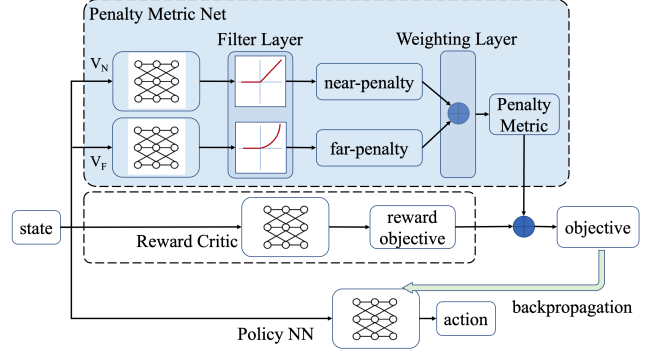 Penalty Metric Net
Filter Layer
Weighting Layer
V_N
near-penalty
Penalty
Metric
V_F
far-penalty
state
Reward Critic
reward
objective
objective
backpropagation
Policy NN
action